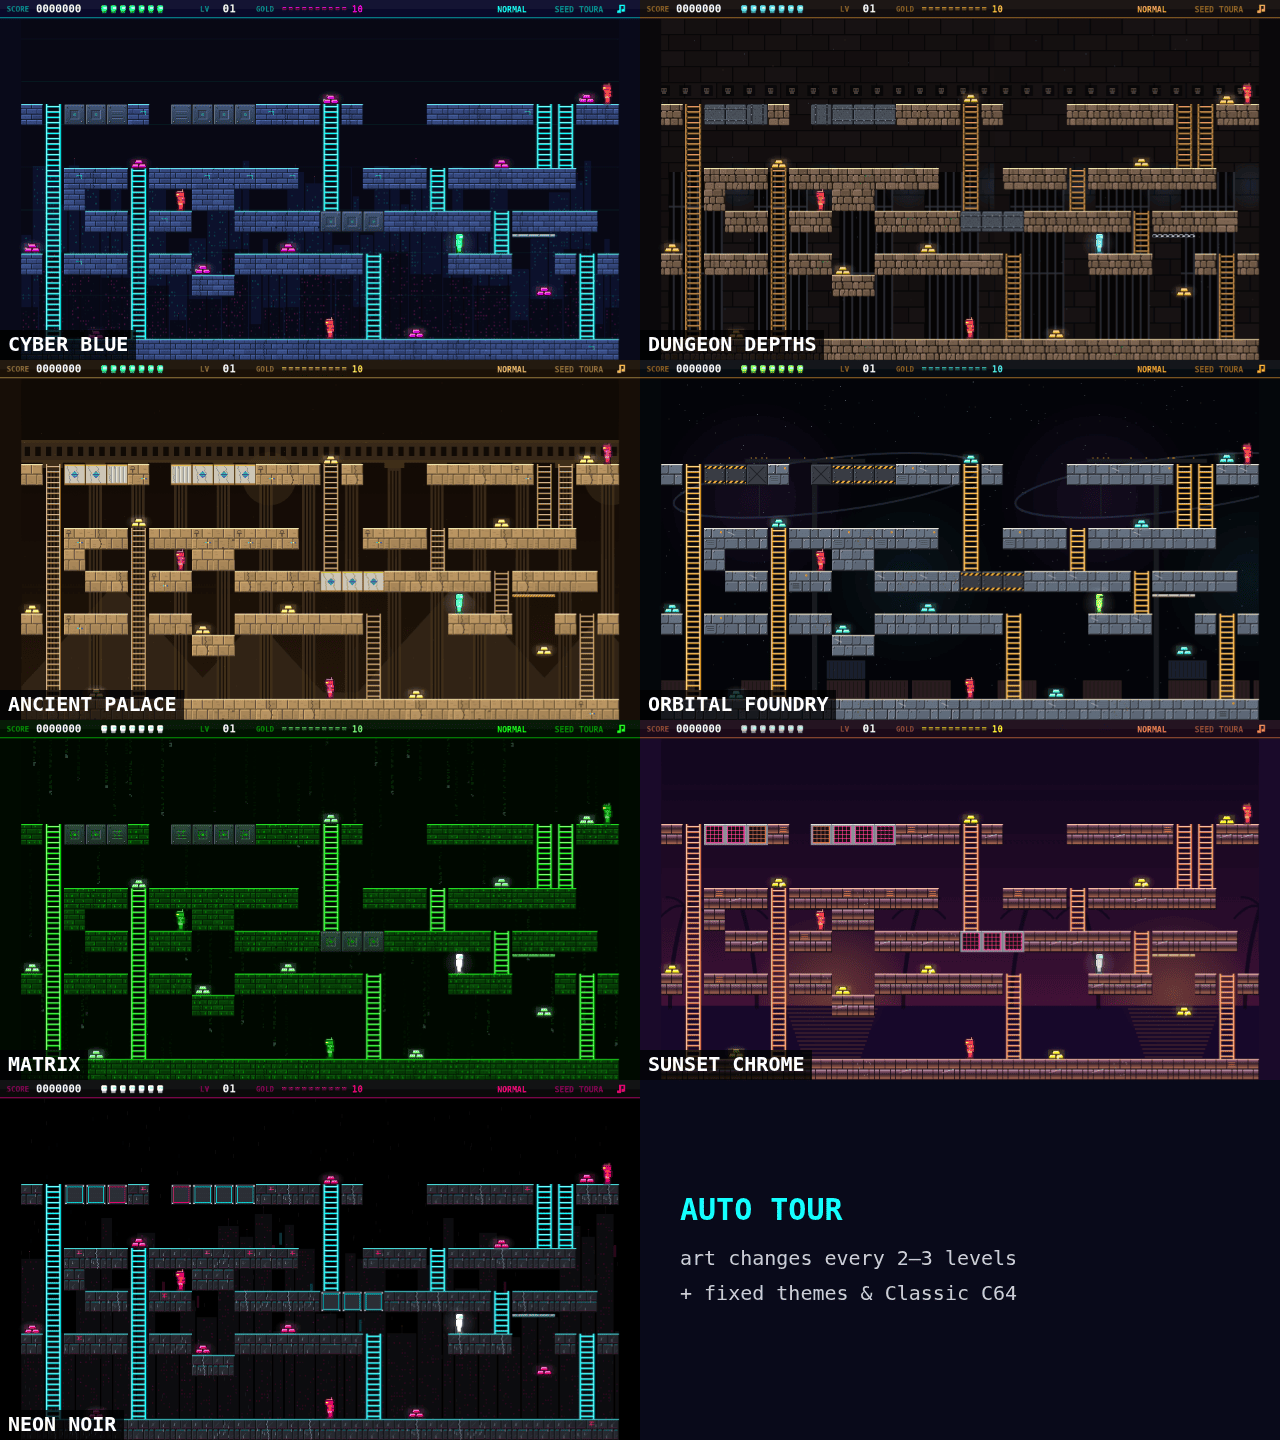 SCORE 0000000 LV 01 GOLD 10 NORMAL SEED TOURA
SCORE 0000000 LV 01 GOLD 10 NORMAL SEED TOURA
CYBER BLUE
DUNGEON DEPTHS
SCORE 0000000 LV 01 GOLD 10 NORMAL SEED TOURA
SCORE 0000000 LV 01 GOLD 10 NORMAL SEED TOURA
ANCIENT PALACE
ORBITAL FOUNDRY
SCORE 0000000 LV 01 GOLD 10 NORMAL SEED TOURA
SCORE 0000000 LV 01 GOLD 10 NORMAL SEED TOURA
MATRIX
SUNSET CHROME
SCORE 0000000 LV 01 GOLD 10 NORMAL SEED TOURA
NEON NOIR
AUTO TOUR
art changes every 2–3 levels
+ fixed themes & Classic C64